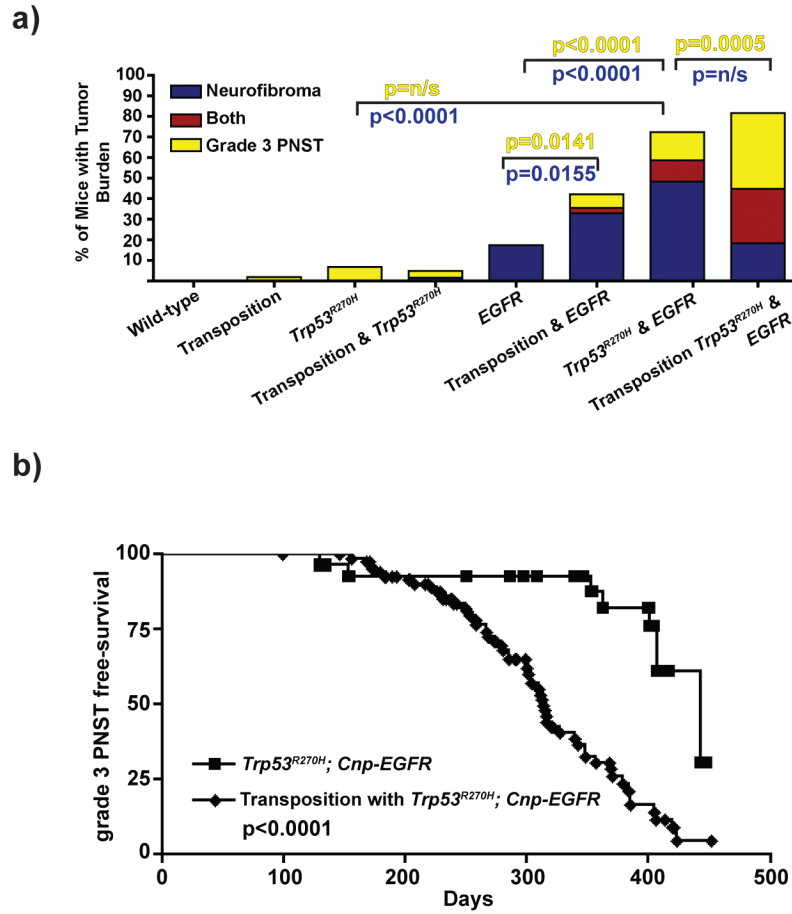 a)
p<0.0001
p=0.0005
p<0.0001
p=n/s
p=n/s
p<0.0001
p=0.0141
p=0.0155
Neurofibroma
Both
Grade 3 PNST
% of Mice with Tumor
Burden
100
90
80
70
60
50
40
30
20
10
Wild-type
Transposition
Trp53R270H
Transposition & Trp53R270H
EGFR
Transposition & EGFR
Trp53R270H & EGFR
Transposition Trp53R270H &
EGFR
b)
grade 3 PNST free-survival
100
75
50
25
0
Trp53R270H; Cnp-EGFR
Transposition with Trp53R270H; Cnp-EGFR
p<0.0001
0
100
200
300
400
500
Days